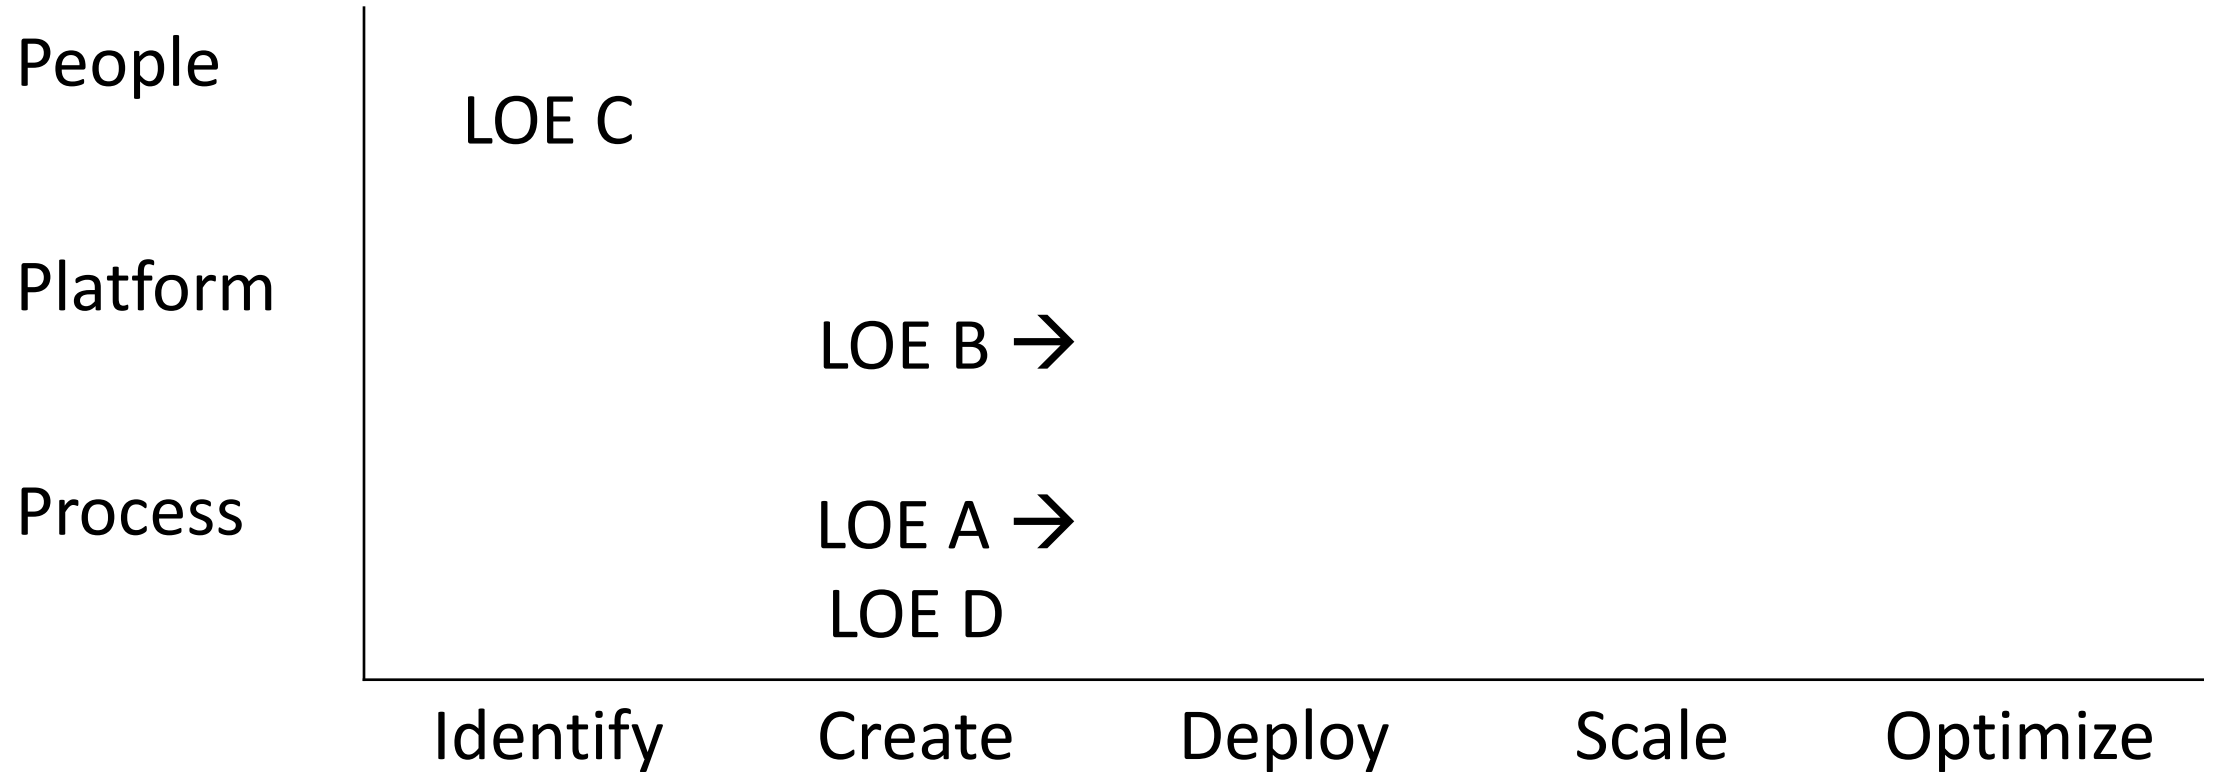 People
LOE C
Platform
LOE B →
Process
LOE A →
LOE D
Identify Create Deploy Scale Optimize